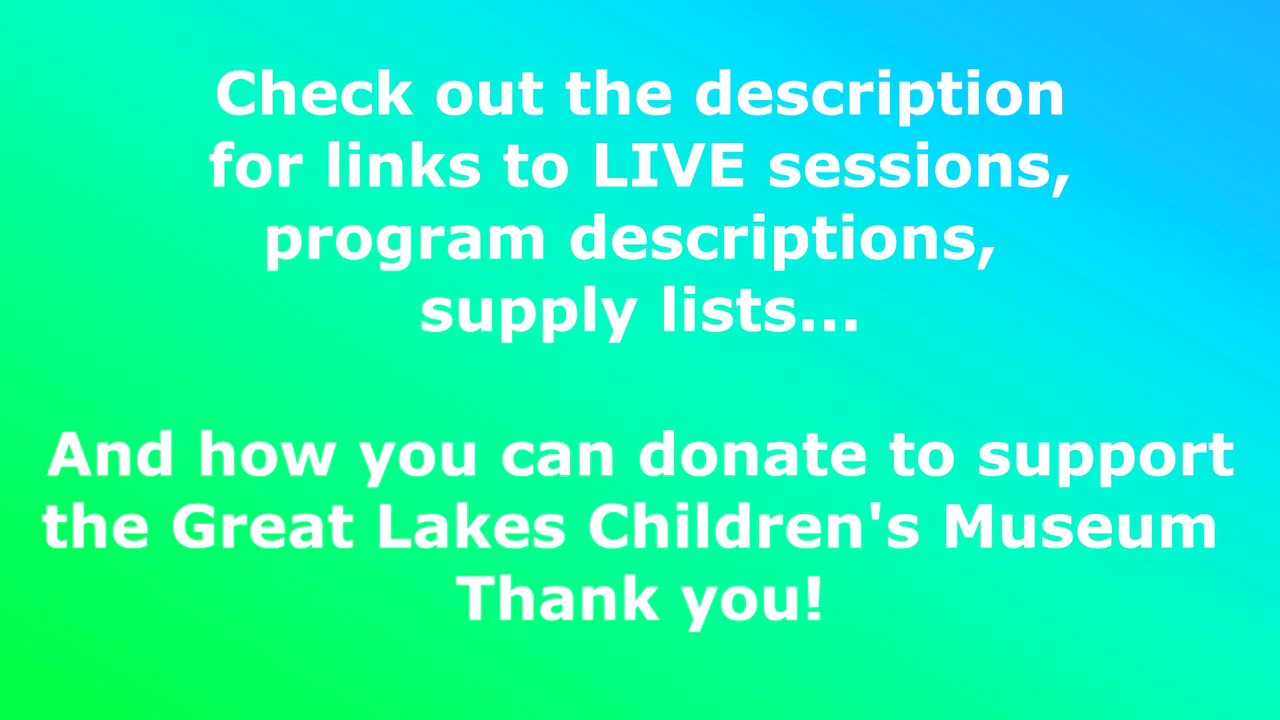 Check out the description
for links to LIVE sessions,
program descriptions,
supply lists...
And how you can donate to support
the Great Lakes Children's Museum
Thank you!